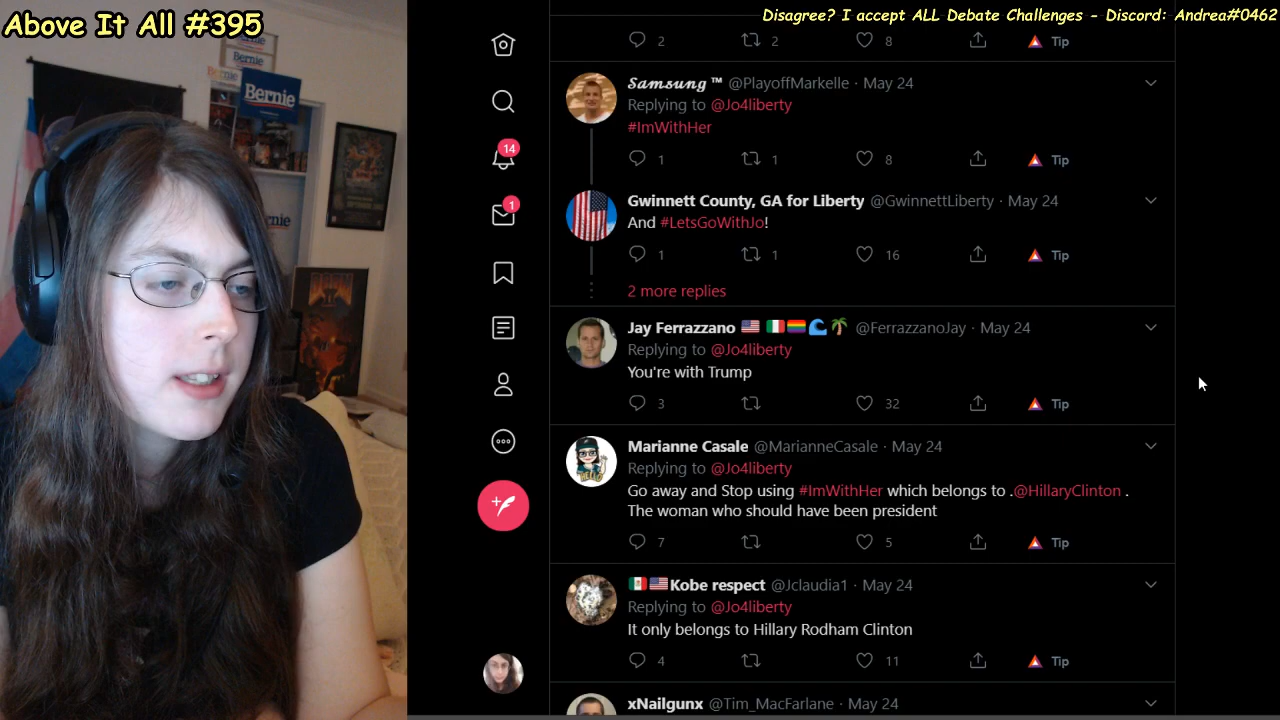 Above It All #395
Disagree? I accept ALL Debate Challenges - Discord: Andrea#0462
Bernie
Bernie
Bernie
2 2 8 Tip
Samsung ™ @PlayoffMarkelle · May 24
Replying to @Jo4liberty
#ImWithHer
1 1 8 Tip
14
Gwinnett County, GA for Liberty @GwinnettLiberty · May 24
And #LetsGoWithJo!
1
1 1 16 Tip
2 more replies
Jay Ferrazzano 🇺🇸 🇮🇹🏳️‍🌈🌊🌴 @FerrazzanoJay · May 24
Replying to @Jo4liberty
You're with Trump
3 32 Tip
Marianne Casale @MarianneCasale · May 24
Replying to @Jo4liberty
Go away and Stop using #ImWithHer which belongs to .@HillaryClinton .
The woman who should have been president
7 5 Tip
🇲🇽🇺🇸Kobe respect @Jclaudia1 · May 24
Replying to @Jo4liberty
It only belongs to Hillary Rodham Clinton
4 11 Tip
xNailgunx @Tim_MacFarlane · May 24